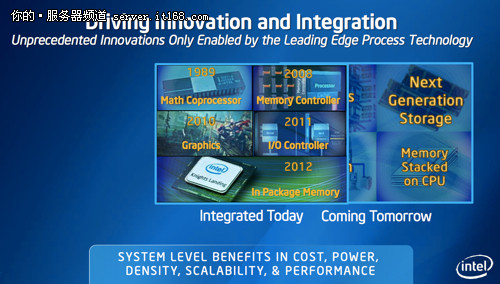 你的·服务器频道 server.it168.com
Driving Innovation and Integration
Unprecedented Innovations Only Enabled by the Leading Edge Process Technology
1989
Math Coprocessor
2008
Memory Controller
2010
Graphics
2011
I/O Controller
intel
Knights Landing
2012
In Package Memory
Next
Generation
Storage
Memory
Stacked
on CPU
Integrated Today
Coming Tomorrow
SYSTEM LEVEL BENEFITS IN COST, POWER,
DENSITY, SCALABILITY, & PERFORMANCE
intel